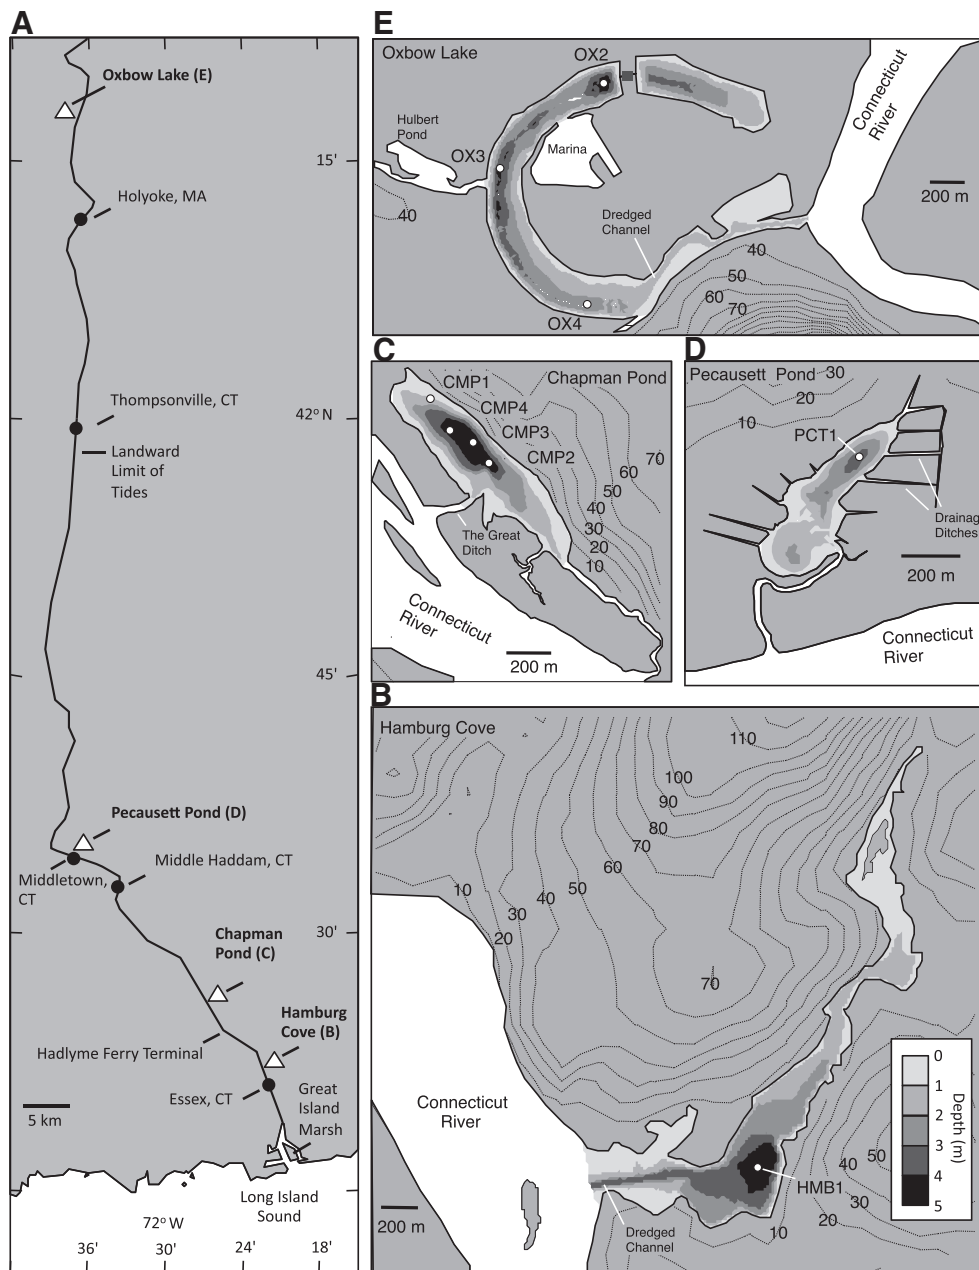 A
Oxbow Lake (E)
15'
Holyoke, MA
Thompsonville, CT
42° N
Landward
Limit of
Tides
45'
Pecausett Pond (D)
Middle Haddam, CT
Middletown,
CT
30'
Chapman
Pond (C)
Hamburg
Cove (B)
Hadlyme Ferry Terminal
Essex, CT
Great
Island
Marsh
5 km
Long Island
Sound
72° W
36'
30'
24'
18'
E
Oxbow Lake
OX2
Hulbert
Pond
OX3
Marina
Connecticut
River
200 m
40
Dredged
Channel
40
50
60
70
OX4
C
Chapman Pond
CMP1
CMP4
CMP3
CMP2
70
60
50
40
30
20
10
The Great
Ditch
Connecticut
River
200 m
D
Pecausett Pond
30
20
10
PCT1
Drainag
Ditches
200 m
Connecticut
River
B
Hamburg Cove
110
100
90
80
70
60
50
40
30
20
10
70
Connecticut
River
HMB1
40
50
30
20
10
200 m
Dredged
Channel
0
1
2
3
4
5
Depth (m)